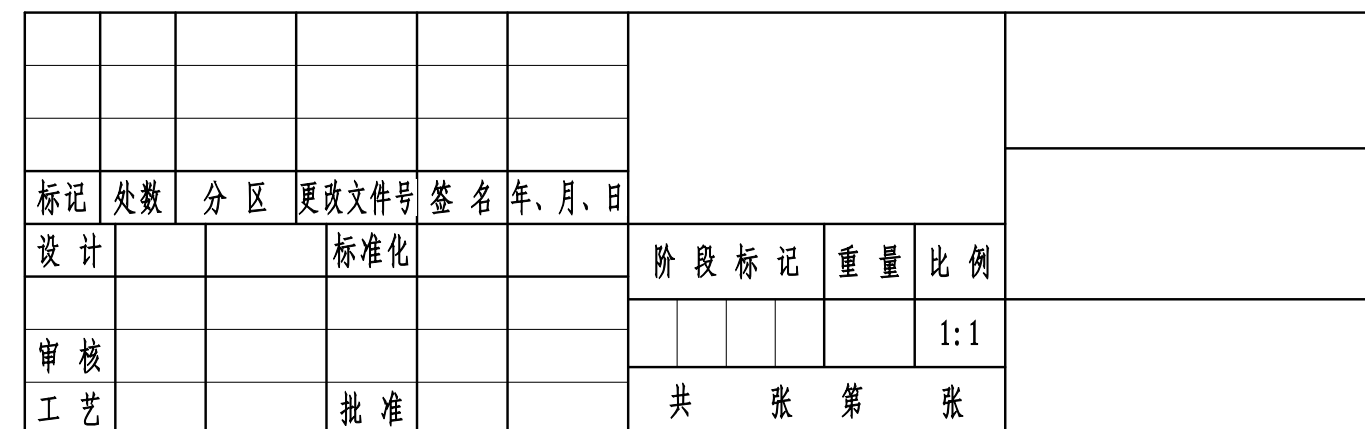 标记 处数 分 区 更改文件号 签 名 年、月、日
设 计 标准化
阶 段 标 记 重 量 比 例
1:1
审 核
工 艺 批 准
共 张 第 张